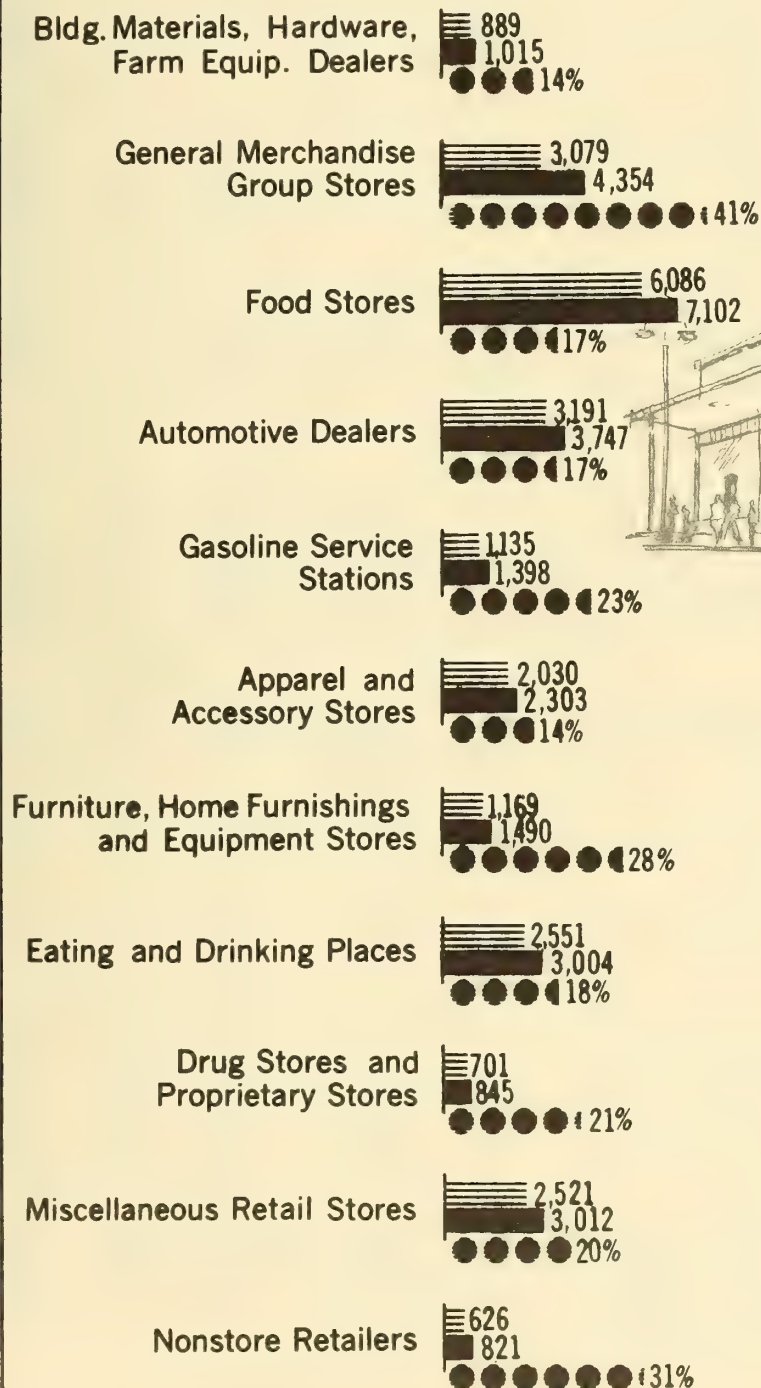 Bldg. Materials, Hardware,
Farm Equip. Dealers
889
1,015
14%
General Merchandise
Group Stores
3,079
4,354
41%
Food Stores
6,086
7,102
17%
Automotive Dealers
3,191
3,747
17%
Gasoline Service
Stations
1,135
1,398
23%
Apparel and
Accessory Stores
2,030
2,303
14%
Furniture, Home Furnishings
and Equipment Stores
1,169
1,490
28%
Eating and Drinking Places
2,551
3,004
18%
Drug Stores and
Proprietary Stores
701
845
21%
Miscellaneous Retail Stores
2,521
3,012
20%
Nonstore Retailers
626
821
31%